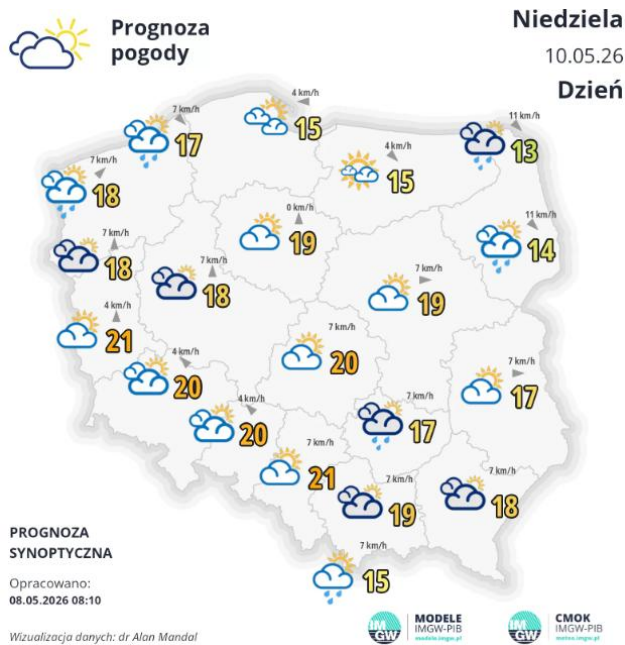 Prognoza
pogody
Niedziela
10.05.26
Dzień
4 km/h
15
7 km/h
17
11 km/h
13
4 km/h
15
7 km/h
18
0 km/h
19
11 km/h
14
7 km/h
18
7 km/h
18
7 km/h
19
4 km/h
21
7 km/h
20
4 km/h
20
7 km/h
17
4 km/h
20
7 km/h
17
7 km/h
21
7 km/h
19
7 km/h
18
7 km/h
15
PROGNOZA
SYNOPTYCZNA
Opracowano:
08.05.2026 08:10
Wizualizacja danych: dr Alan Mandal
IM
GW
MODELE
IMGW-PIB
modele.imgw.pl
IM
GW
CMOK
IMGW-PIB
meteo.imgw.pl